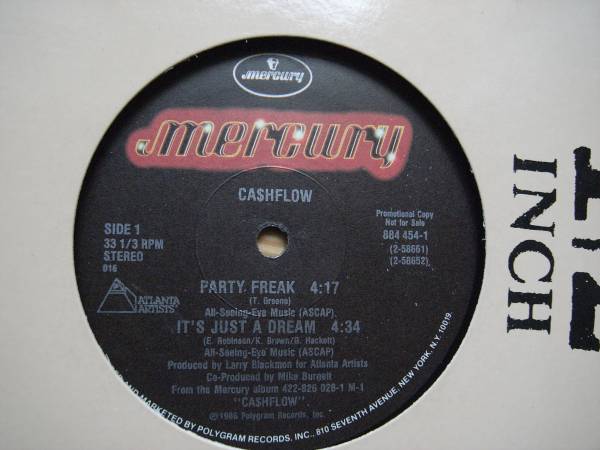 mercury
mercury
CA$HFLOW
SIDE 1
33 1/3 RPM
STEREO
016
Promotional Copy
Not for Sale
884 454-1
(2-58661)
(2-58652)
ATLANTA
ARTISTS
PARTY FREAK 4:17
(T. Greene)
All-Seeing-Eye Music (ASCAP)
IT'S JUST A DREAM 4:34
(E. Robinson/K. Brown/B. Hackett)
All-Seeing-Eye Music (ASCAP)
Produced by Larry Blackmon for Atlanta Artists
Co-Produced by Mike Burnett
From the Mercury album 422-826 028-1 M-1
"CA$HFLOW"
℗1986 Polygram Records, Inc.
AND MARKETED BY POLYGRAM RECORDS, INC., 810 SEVENTH AVENUE, NEW YORK, N.Y. 10019.
INCH